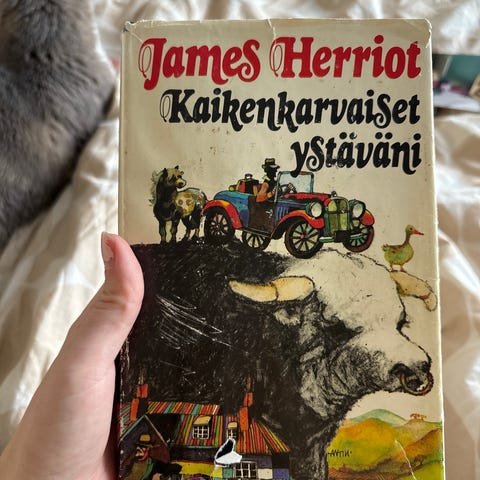 James Herriot
Kaikenkarvaiset
ystäväni